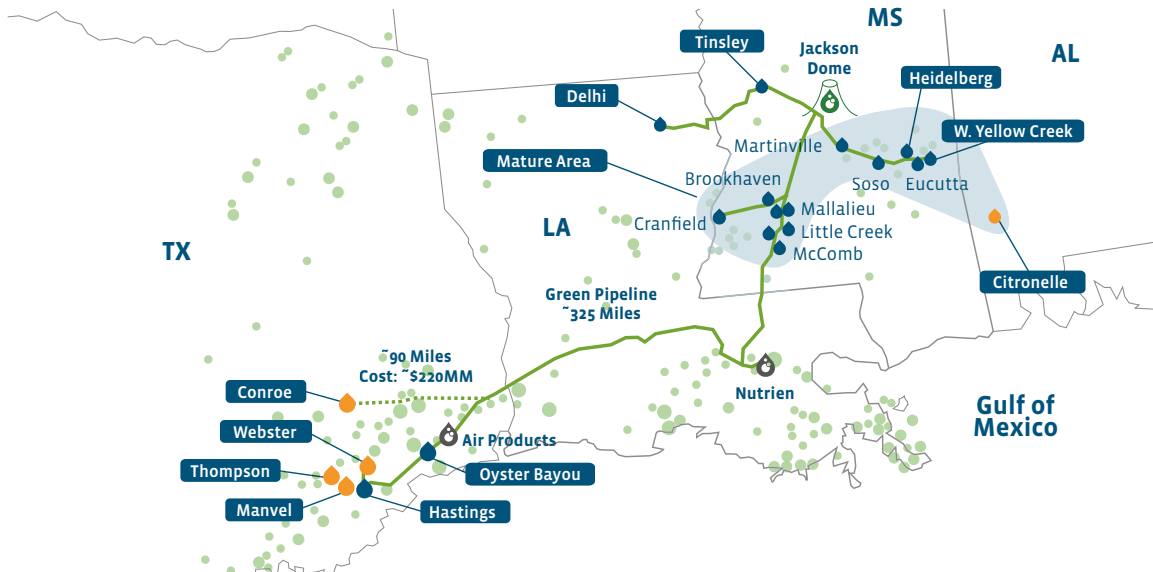 MS
Tinsley
Jackson
Dome
AL
Heidelberg
Delhi
W. Yellow Creek
Martinville
Mature Area
Brookhaven
Soso
Eucutta
Cranfield
Mallalieu
Little Creek
McComb
LA
TX
Citronelle
Green Pipeline
~325 Miles
~90 Miles
Cost: ~$220MM
Conroe
Nutrien
Gulf of
Mexico
Webster
Air Products
Thompson
Oyster Bayou
Manvel
Hastings